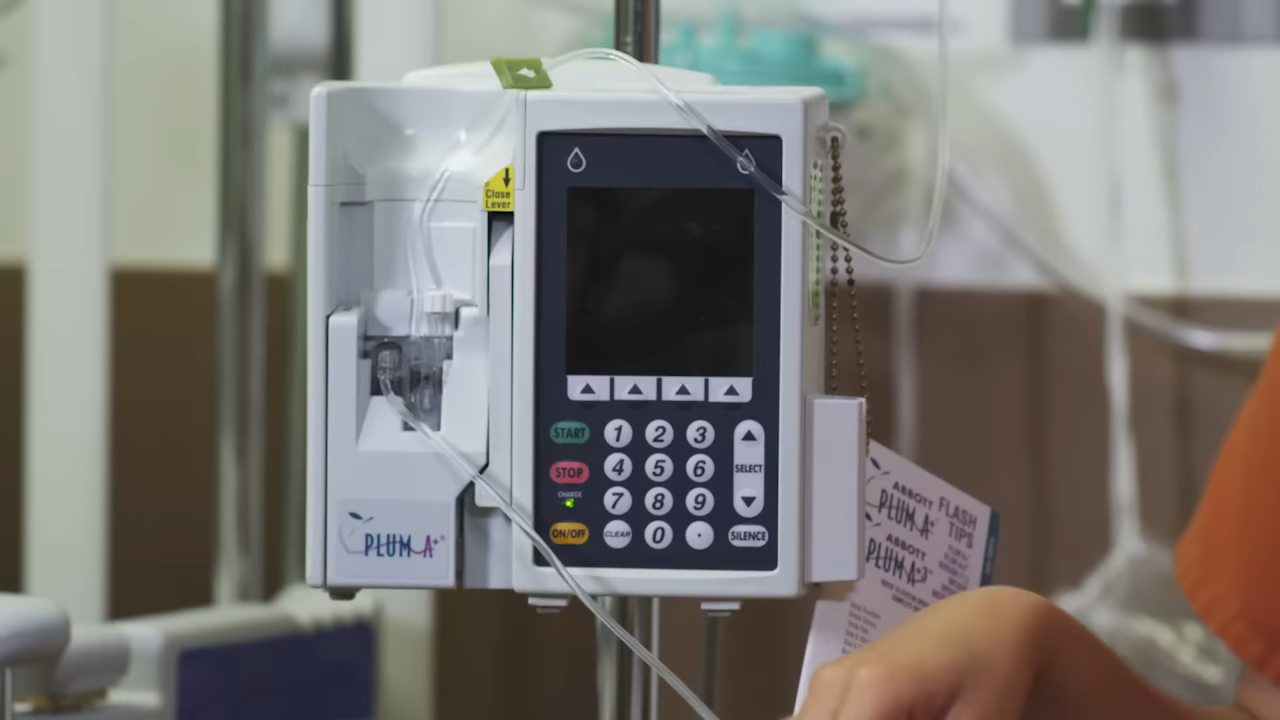 Close
Lever
START
1 2 3
STOP
4 5 6
SELECT
CHARGE
7 8 9
ON/OFF
CLEAR 0 .
SILENCE
PLUM A+®
ABBOTT
PLUM A+®
FLASH
TIPS
ABBOTT
PLUM A+3™